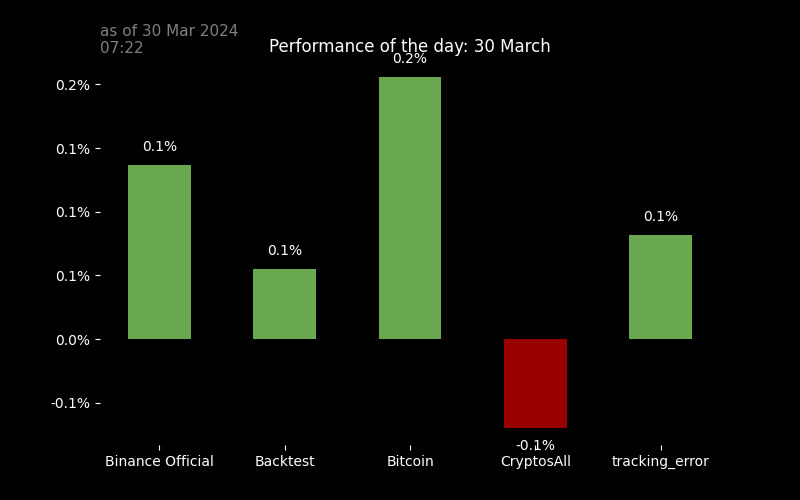 as of 30 Mar 2024
07:22
Performance of the day: 30 March
0.2%
0.2%
0.1%
0.1%
0.1%
0.1%
0.1%
0.1%
0.0%
-0.1%
-0.1%
Binance Official
Backtest
Bitcoin
CryptosAll
tracking_error